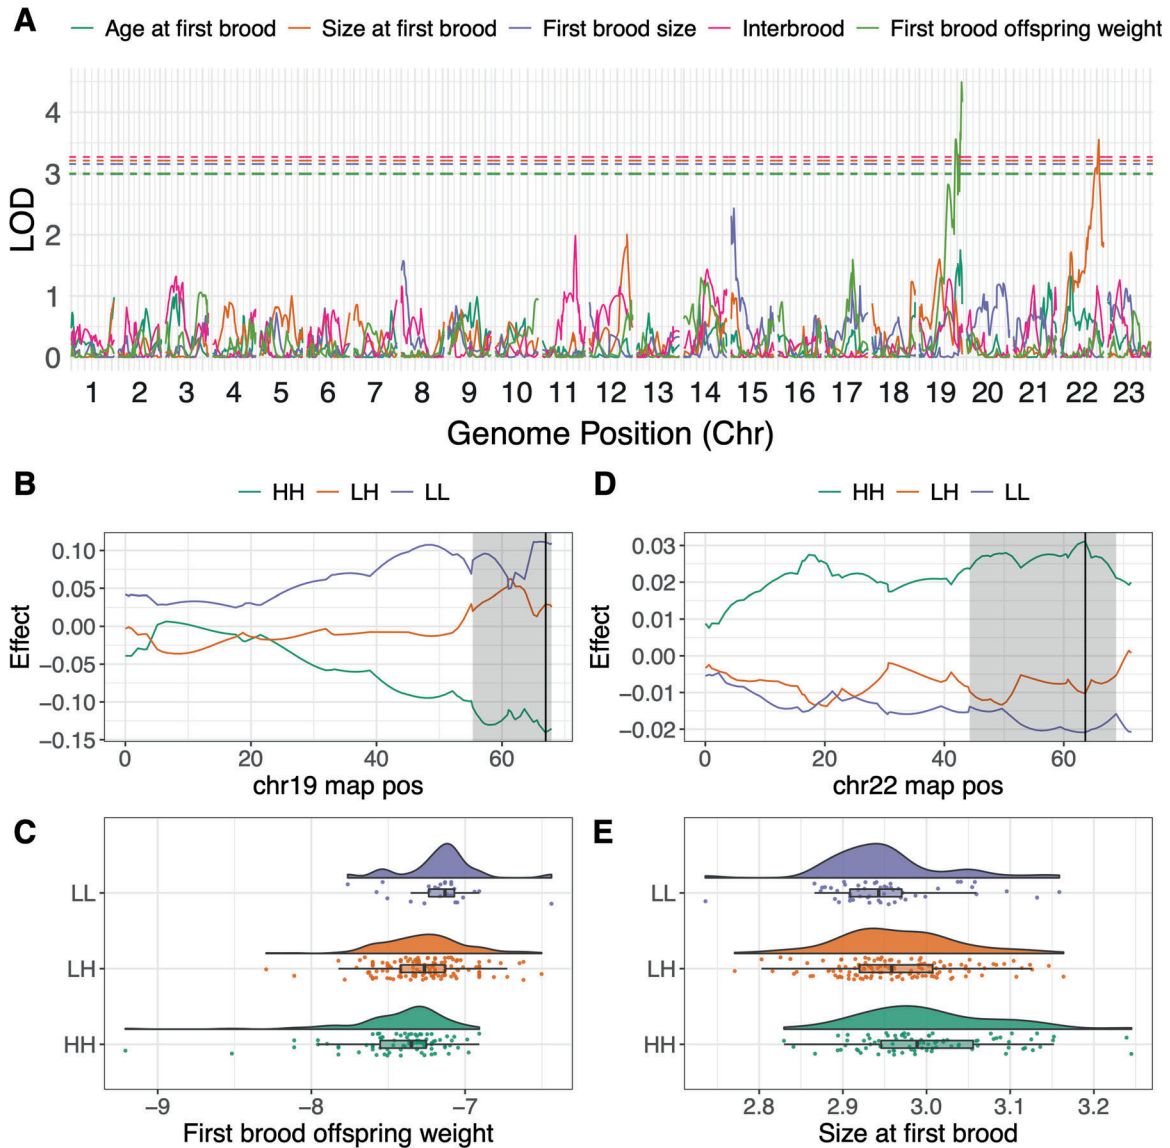 A
Age at first brood Size at first brood First brood size Interbrood First brood offspring weight
4
3
2
1
0
LOD
1 2 3 4 5 6 7 8 9 10 11 12 13 14 15 16 17 18 19 20 21 22 23
Genome Position (Chr)
B
HH LH LL
0.10
0.05
0.00
−0.05
−0.10
−0.15
Effect
0 20 40 60
chr19 map pos
D
HH LH LL
0.03
0.02
0.00
−0.01
−0.02
Effect
0 20 40 60
chr22 map pos
C
LL
LH
HH
−9 −8 −7
First brood offspring weight
E
LL
LH
HH
2.8 2.9 3.0 3.1 3.2
Size at first brood